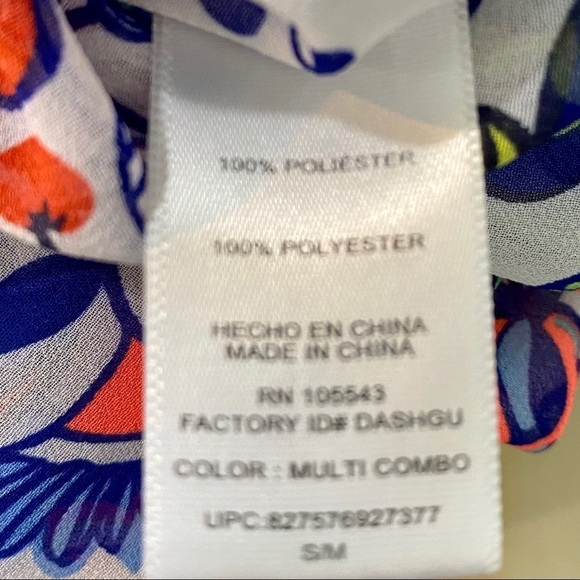 100% POLIÉSTER
100% POLYESTER
HECHO EN CHINA
MADE IN CHINA
RN 105543
FACTORY ID# DASHGU
COLOR : MULTI COMBO
UPC:827576927377
S/M